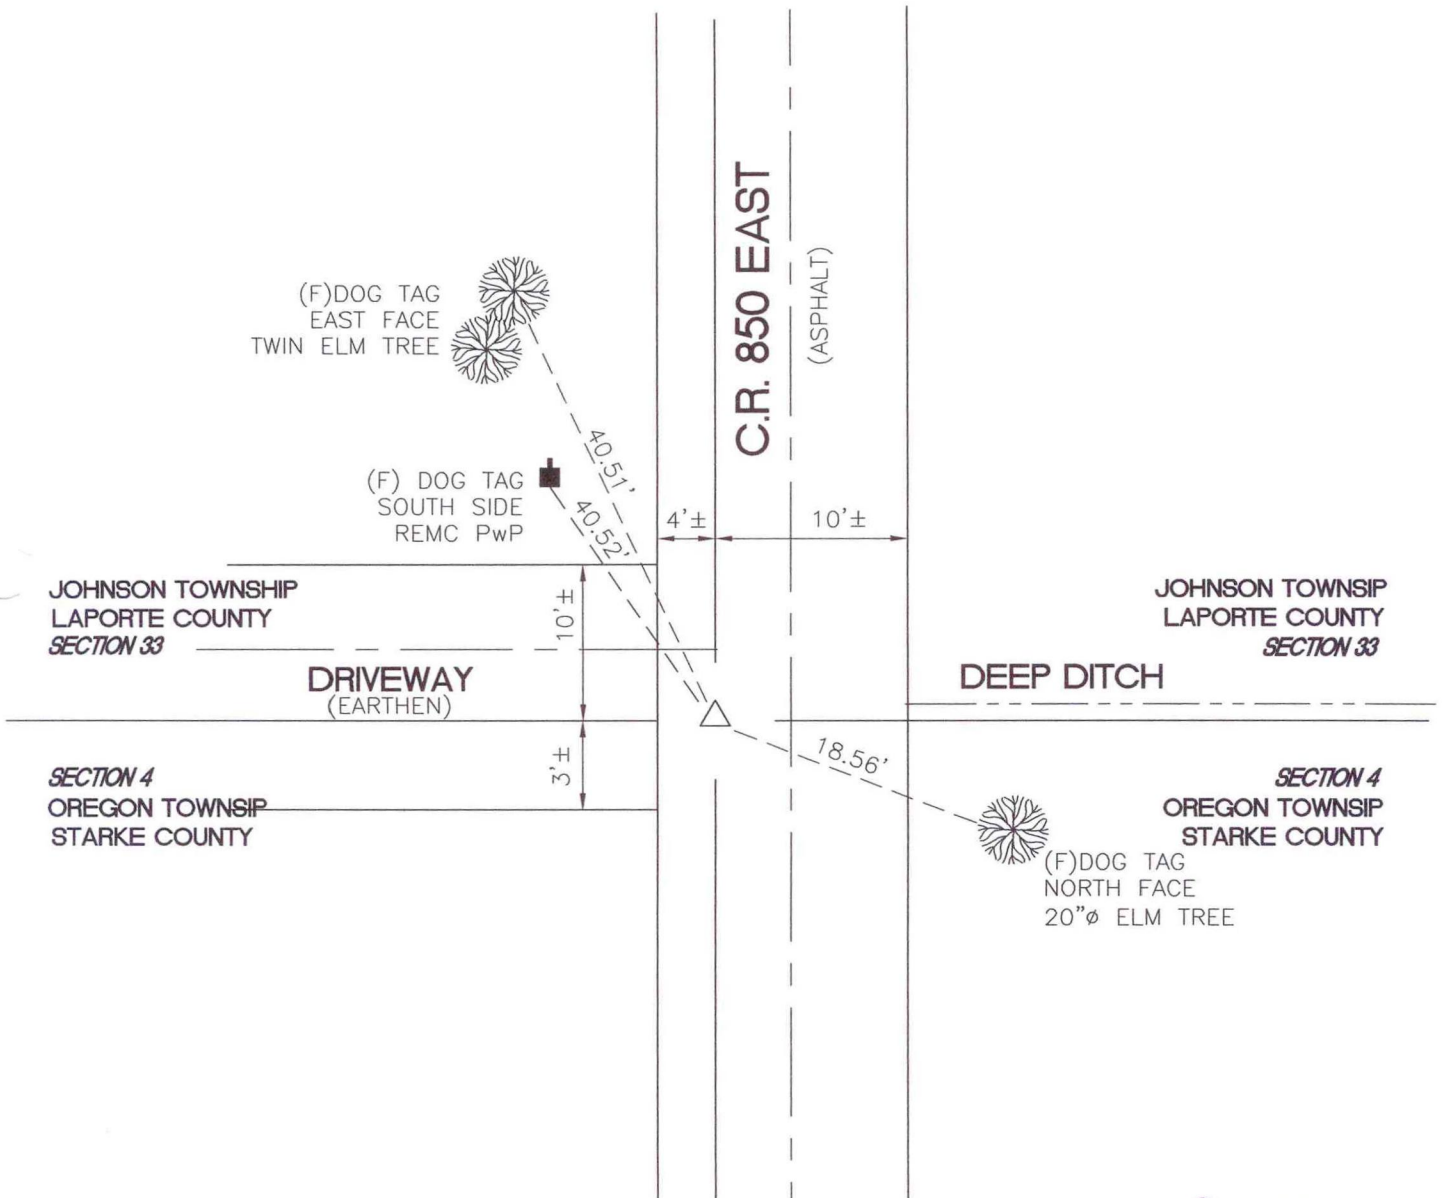 C.R. 850 EAST
(ASPHALT)
(F)DOG TAG
EAST FACE
TWIN ELM TREE
40.51'
(F) DOG TAG
SOUTH SIDE
REMC PwP
40.52'
4'±
10'±
JOHNSON TOWNSHIP
LAPORTE COUNTY
SECTION 33
10'±
DRIVEWAY
(EARTHEN)
JOHNSON TOWNSIP
LAPORTE COUNTY
SECTION 33
DEEP DITCH
3'±
18.56'
SECTION 4
OREGON TOWNSIP
STARKE COUNTY
SECTION 4
OREGON TOWNSIP
STARKE COUNTY
(F)DOG TAG
NORTH FACE
20"ø ELM TREE